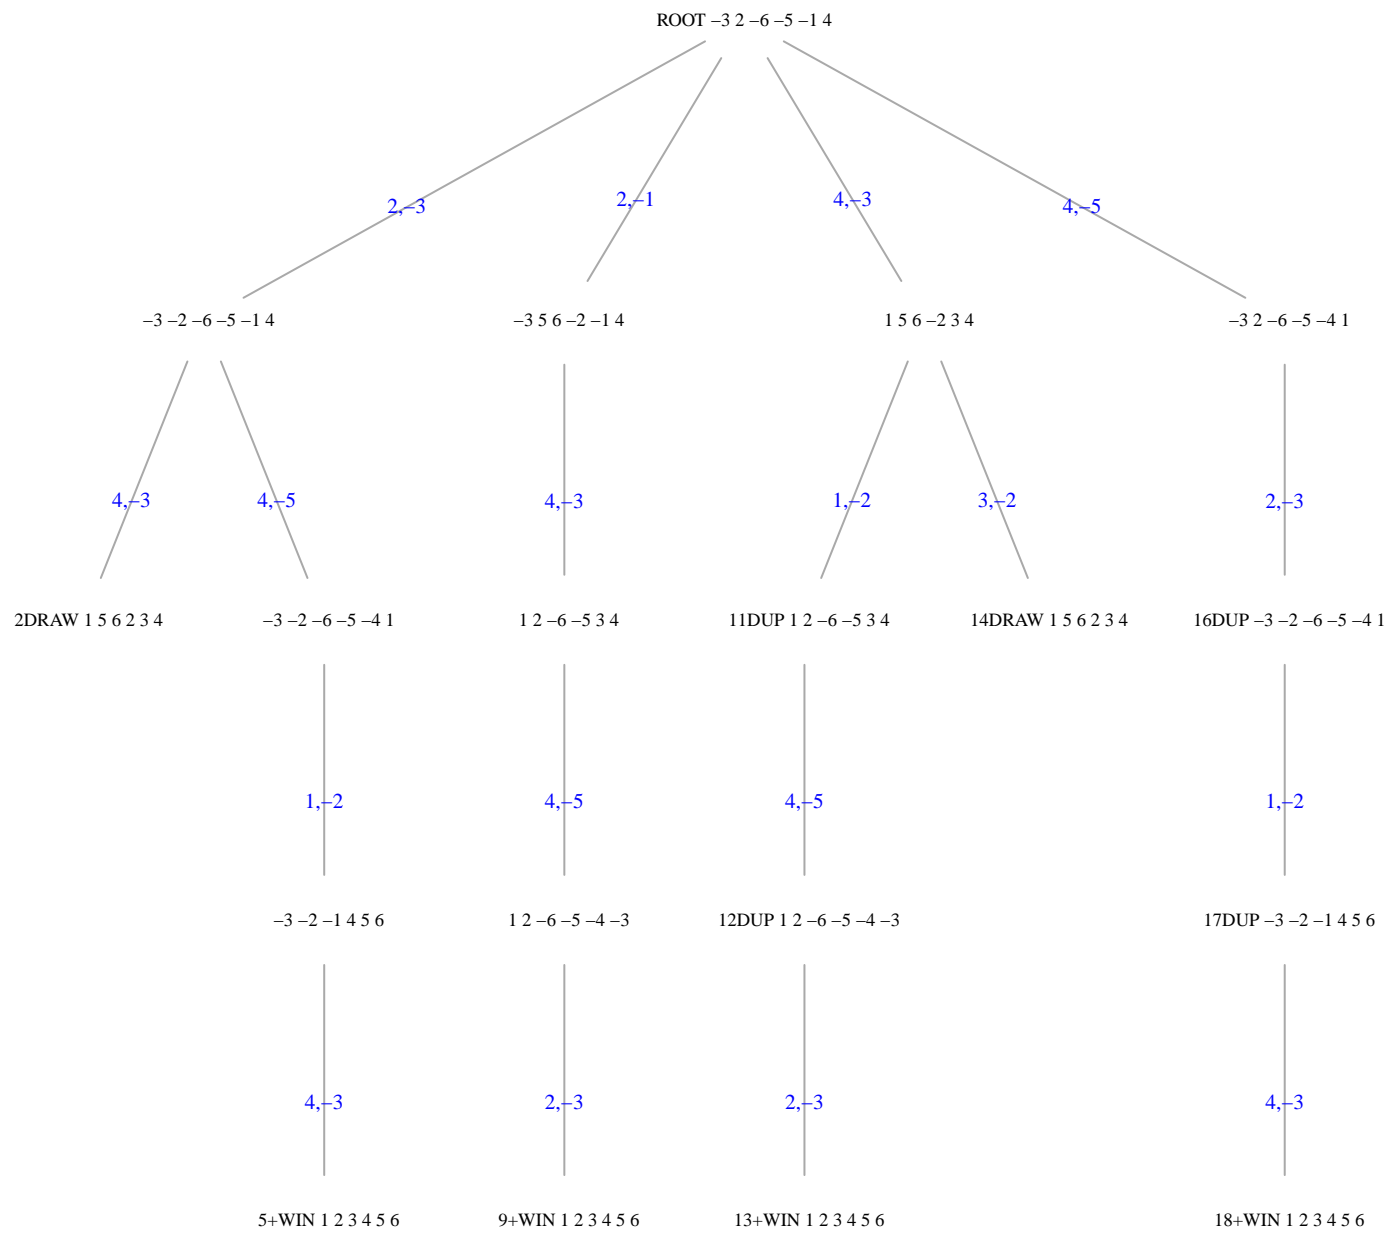 ROOT −3 2 −6 −5 −1 4
2,−3
2,−1
4,−3
4,−5
−3 −2 −6 −5 −1 4
−3 5 6 −2 −1 4
1 5 6 −2 3 4
−3 2 −6 −5 −4 1
4,−3
4,−5
4,−3
1,−2
3,−2
2,−3
2DRAW 1 5 6 2 3 4
−3 −2 −6 −5 −4 1
1 2 −6 −5 3 4
11DUP 1 2 −6 −5 3 4
14DRAW 1 5 6 2 3 4
16DUP −3 −2 −6 −5 −4 1
1,−2
4,−5
4,−5
1,−2
−3 −2 −1 4 5 6
1 2 −6 −5 −4 −3
12DUP 1 2 −6 −5 −4 −3
17DUP −3 −2 −1 4 5 6
4,−3
2,−3
2,−3
4,−3
5+WIN 1 2 3 4 5 6
9+WIN 1 2 3 4 5 6
13+WIN 1 2 3 4 5 6
18+WIN 1 2 3 4 5 6